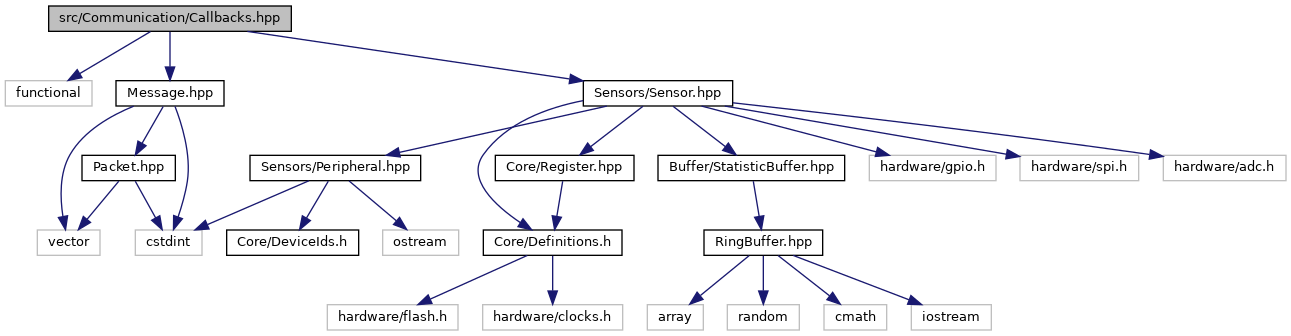 src/Communication/Callbacks.hpp
functional
Message.hpp
Sensors/Sensor.hpp
Packet.hpp
Sensors/Peripheral.hpp
Core/Register.hpp
Buffer/StatisticBuffer.hpp
hardware/gpio.h
hardware/spi.h
hardware/adc.h
vector
cstdint
Core/DeviceIds.h
ostream
Core/Definitions.h
RingBuffer.hpp
hardware/flash.h
hardware/clocks.h
array
random
cmath
iostream